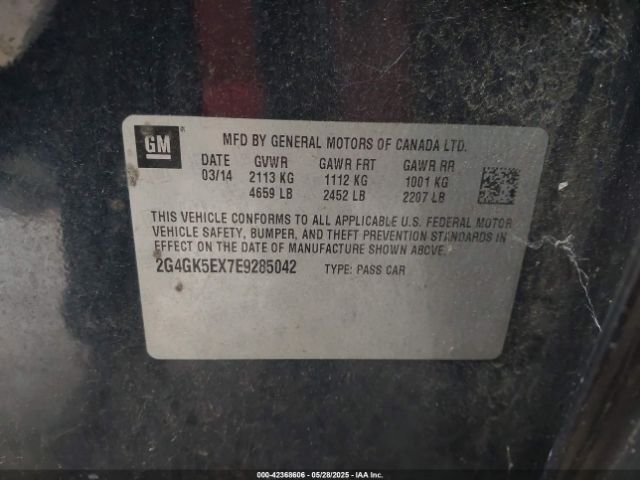 GM
MFD BY GENERAL MOTORS OF CANADA LTD.
DATE GVWR GAWR FRT GAWR RR
03/14 2113 KG 1112 KG 1001 KG
4659 LB 2452 LB 2207 LB
THIS VEHICLE CONFORMS TO ALL APPLICABLE U.S. FEDERAL MOTOR
VEHICLE SAFETY, BUMPER, AND THEFT PREVENTION STANDARDS IN
EFFECT ON THE DATE OF MANUFACTURE SHOWN ABOVE.
2G4GK5EX7E9285042 TYPE: PASS CAR
000-42368606 - 05/28/2025 - IAAI, Inc. - Copyright